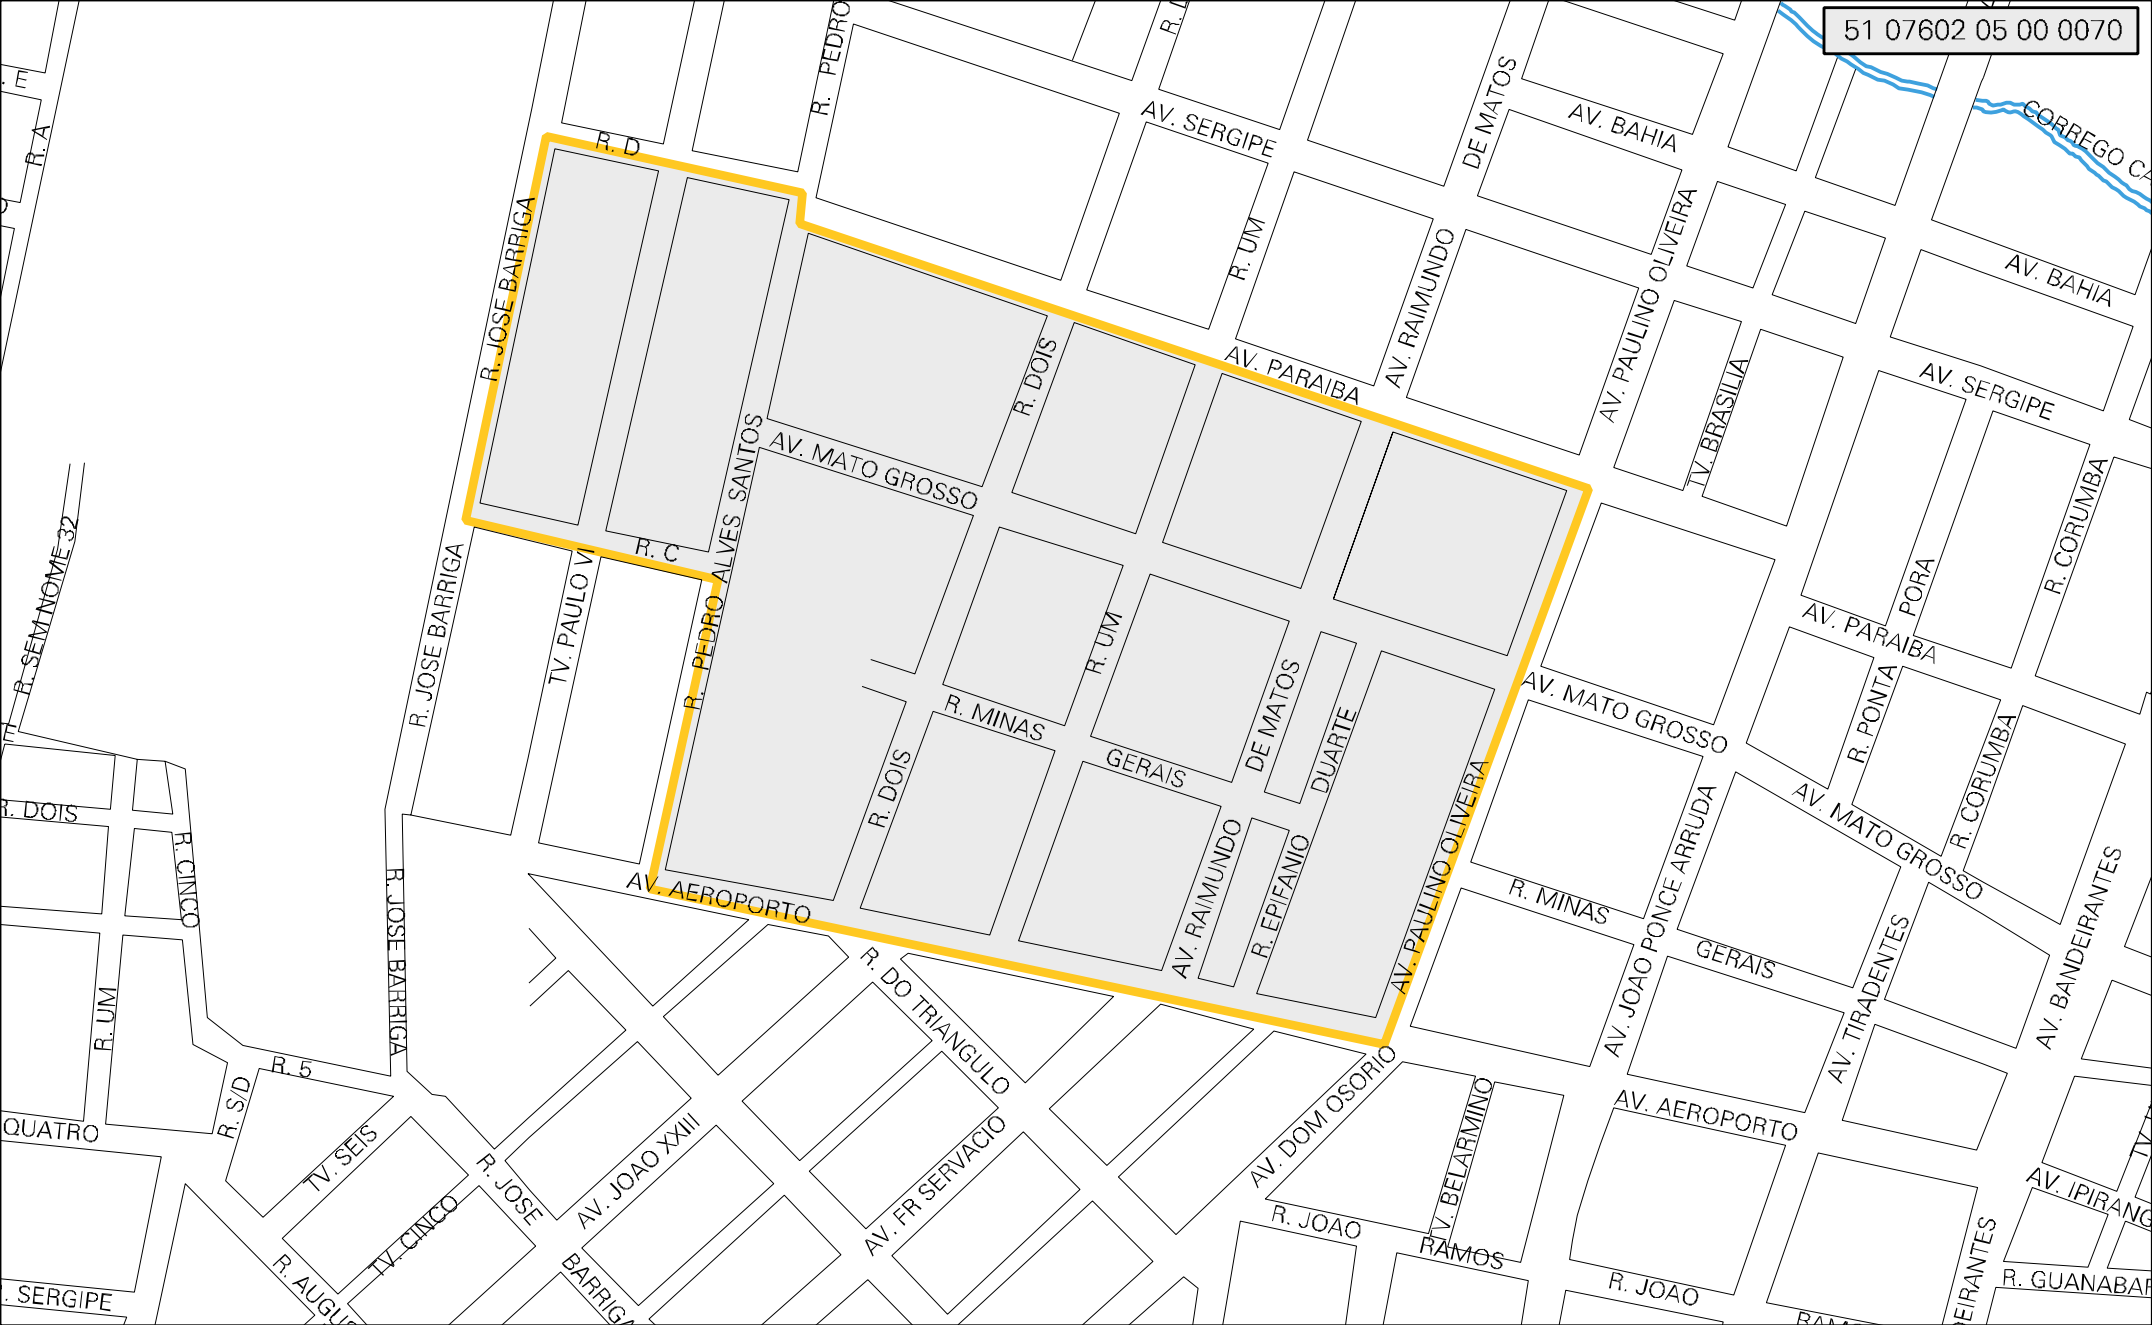 51 07602 05 00 0070
CORREGO CA
R. PEDRO
. E
R. A
R. D
AV. SERGIPE
DE MATOS
AV. BAHIA
AV. BAHIA
R. UM
AV. RAIMUNDO
AV. PAULINO OLIVEIRA
R. JOSE BARRIGA
AV. PARAIBA
R. DOIS
TV. BRASILIA
AV. SERGIPE
R. CORUMBA
AV. MATO GROSSO
R. PEDRO ALVES SANTOS
R. C
TV. PAULO VI
R. JOSE BARRIGA
R. SEM NOME 32
R. UM
PORA
AV. PARAIBA
R. PONTA
R. CORUMBA
AV. MATO GROSSO
R. MINAS
GERAIS
DE MATOS
DUARTE
R. DOIS
AV. RAIMUNDO
R. EPIFANIO
AV. PAULINO OLIVEIRA
AV. MATO GROSSO
R. DOIS
R. CINCO
R. JOSE BARRIGA
AV. AEROPORTO
R. MINAS
GERAIS
AV. JOAO PONCE ARRUDA
AV. TIRADENTES
AV. BANDEIRANTES
R. UM
R. DO TRIANGULO
R. 5
R. S/D
QUATRO
TV. SEIS
TV. CINCO
R. JOSE
BARRIGA
AV. JOAO XXIII
AV. FR SERVACIO
AV. DOM OSORIO
TV. BELARMINO
AV. AEROPORTO
R. JOAO
RAMOS
R. JOAO
AV. IPIRANG
R. GUANABAR
EIRANTES
. SERGIPE
R. AUGUS